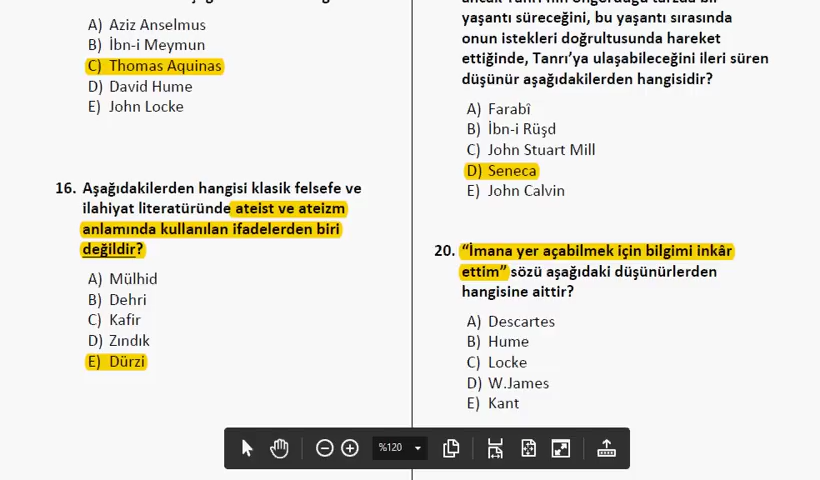 A) Aziz Anselmus
B) İbn-i Meymun
C) Thomas Aquinas
D) David Hume
E) John Locke
16. Aşağıdakilerden hangisi klasik felsefe ve
ilahiyat literatüründe ateist ve ateizm
anlamında kullanılan ifadelerden biri
değildir?
A) Mülhid
B) Dehri
C) Kafir
D) Zındık
E) Dürzi
yaşantı süreceğini, bu yaşantı sırasında
onun istekleri doğrultusunda hareket
ettiğinde, Tanrı’ya ulaşabileceğini ileri süren
düşünür aşağıdakilerden hangisidir?
A) Farabî
B) İbn-i Rüşd
C) John Stuart Mill
D) Seneca
E) John Calvin
20. “İmana yer açabilmek için bilgimi inkâr
ettim” sözü aşağıdaki düşünürlerden
hangisine aittir?
A) Descartes
B) Hume
C) Locke
D) W.James
E) Kant
%120